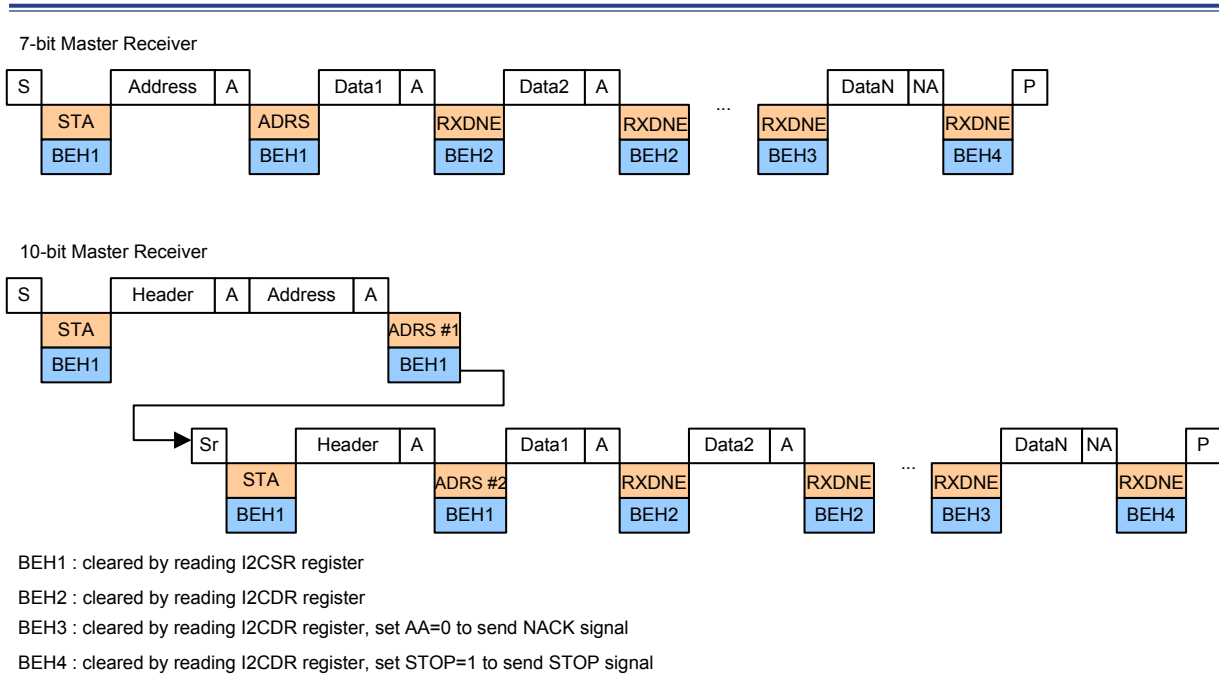 7-bit Master Receiver
S Address A Data1 A Data2 A ... DataN NA P
STA ADRS RXDNE RXDNE RXDNE RXDNE
BEH1 BEH1 BEH2 BEH2 BEH3 BEH4
10-bit Master Receiver
S Header A Address A
STA ADRS #1
BEH1 BEH1
Sr Header A Data1 A Data2 A ... DataN NA P
STA ADRS #2 RXDNE RXDNE RXDNE RXDNE
BEH1 BEH1 BEH2 BEH2 BEH3 BEH4
BEH1 : cleared by reading I2CSR register
BEH2 : cleared by reading I2CDR register
BEH3 : cleared by reading I2CDR register, set AA=0 to send NACK signal
BEH4 : cleared by reading I2CDR register, set STOP=1 to send STOP signal